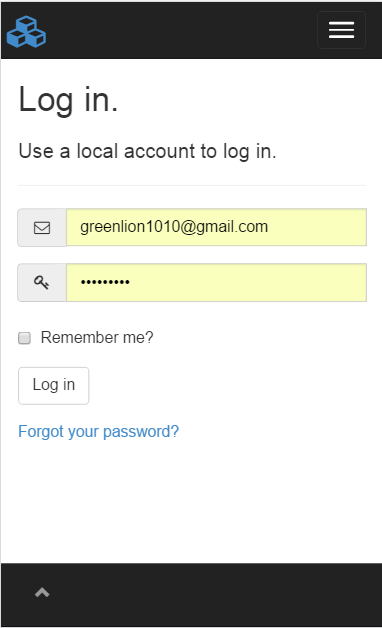 Log in.
Use a local account to log in.
greenlion1010@gmail.com
•••••••••
Remember me?
Log in
Forgot your password?